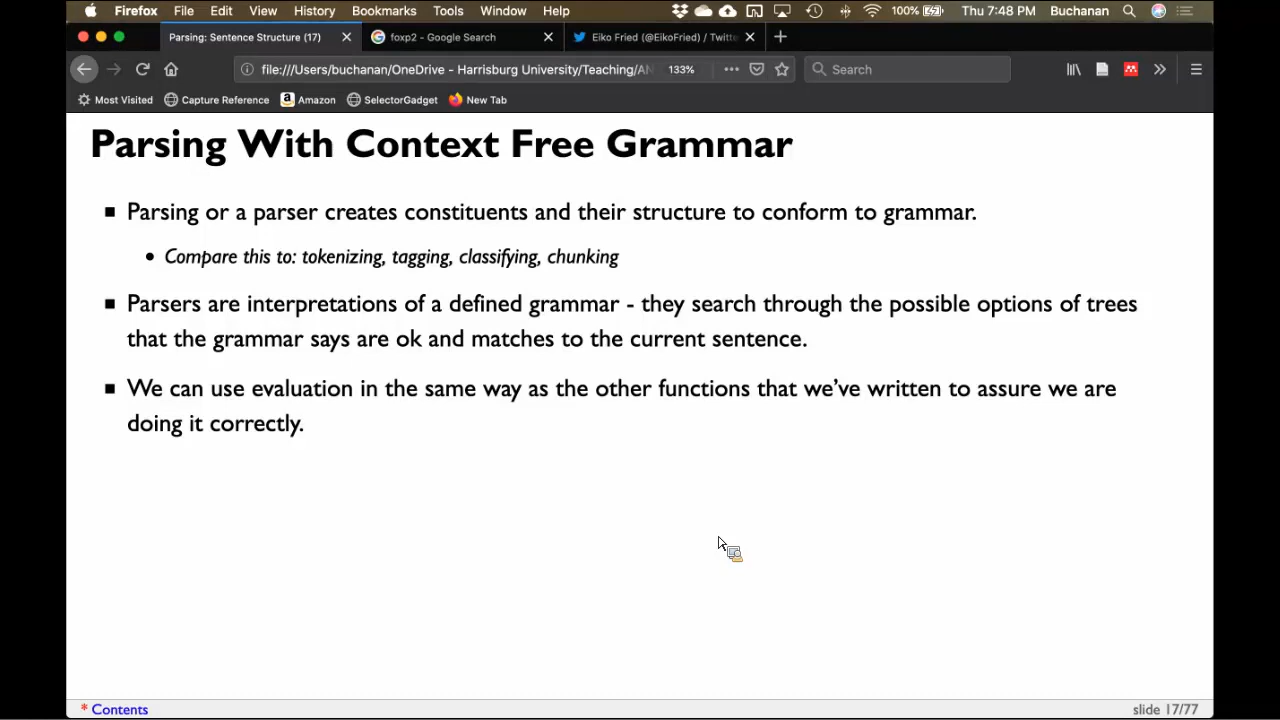 Firefox File Edit View History Bookmarks Tools Window Help 100% Thu 7:48 PM Buchanan
Parsing: Sentence Structure (17) foxp2 - Google Search Eiko Fried (@EikoFried) / Twitte
file:///Users/buchanan/OneDrive - Harrisburg University/Teaching/AN 133% Search
Most Visited Capture Reference Amazon SelectorGadget New Tab
Parsing With Context Free Grammar
Parsing or a parser creates constituents and their structure to conform to grammar.
Compare this to: tokenizing, tagging, classifying, chunking
Parsers are interpretations of a defined grammar - they search through the possible options of trees
that the grammar says are ok and matches to the current sentence.
We can use evaluation in the same way as the other functions that we've written to assure we are
doing it correctly.
* Contents slide 17/77